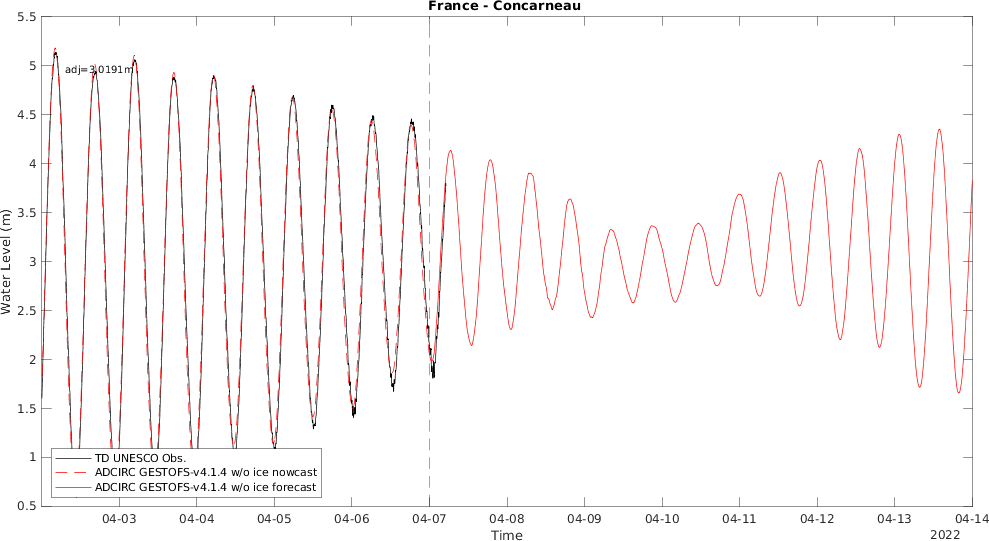 France - Concarneau
5.5
5
4.5
4
3.5
3
2.5
2
1.5
1
0.5
Water Level (m)
adj=3.0191m
TD UNESCO Obs.
ADCIRC GESTOFS-v4.1.4 w/o ice nowcast
ADCIRC GESTOFS-v4.1.4 w/o ice forecast
04-03 04-04 04-05 04-06 04-07 04-08 04-09 04-10 04-11 04-12 04-13 04-14
Time
2022